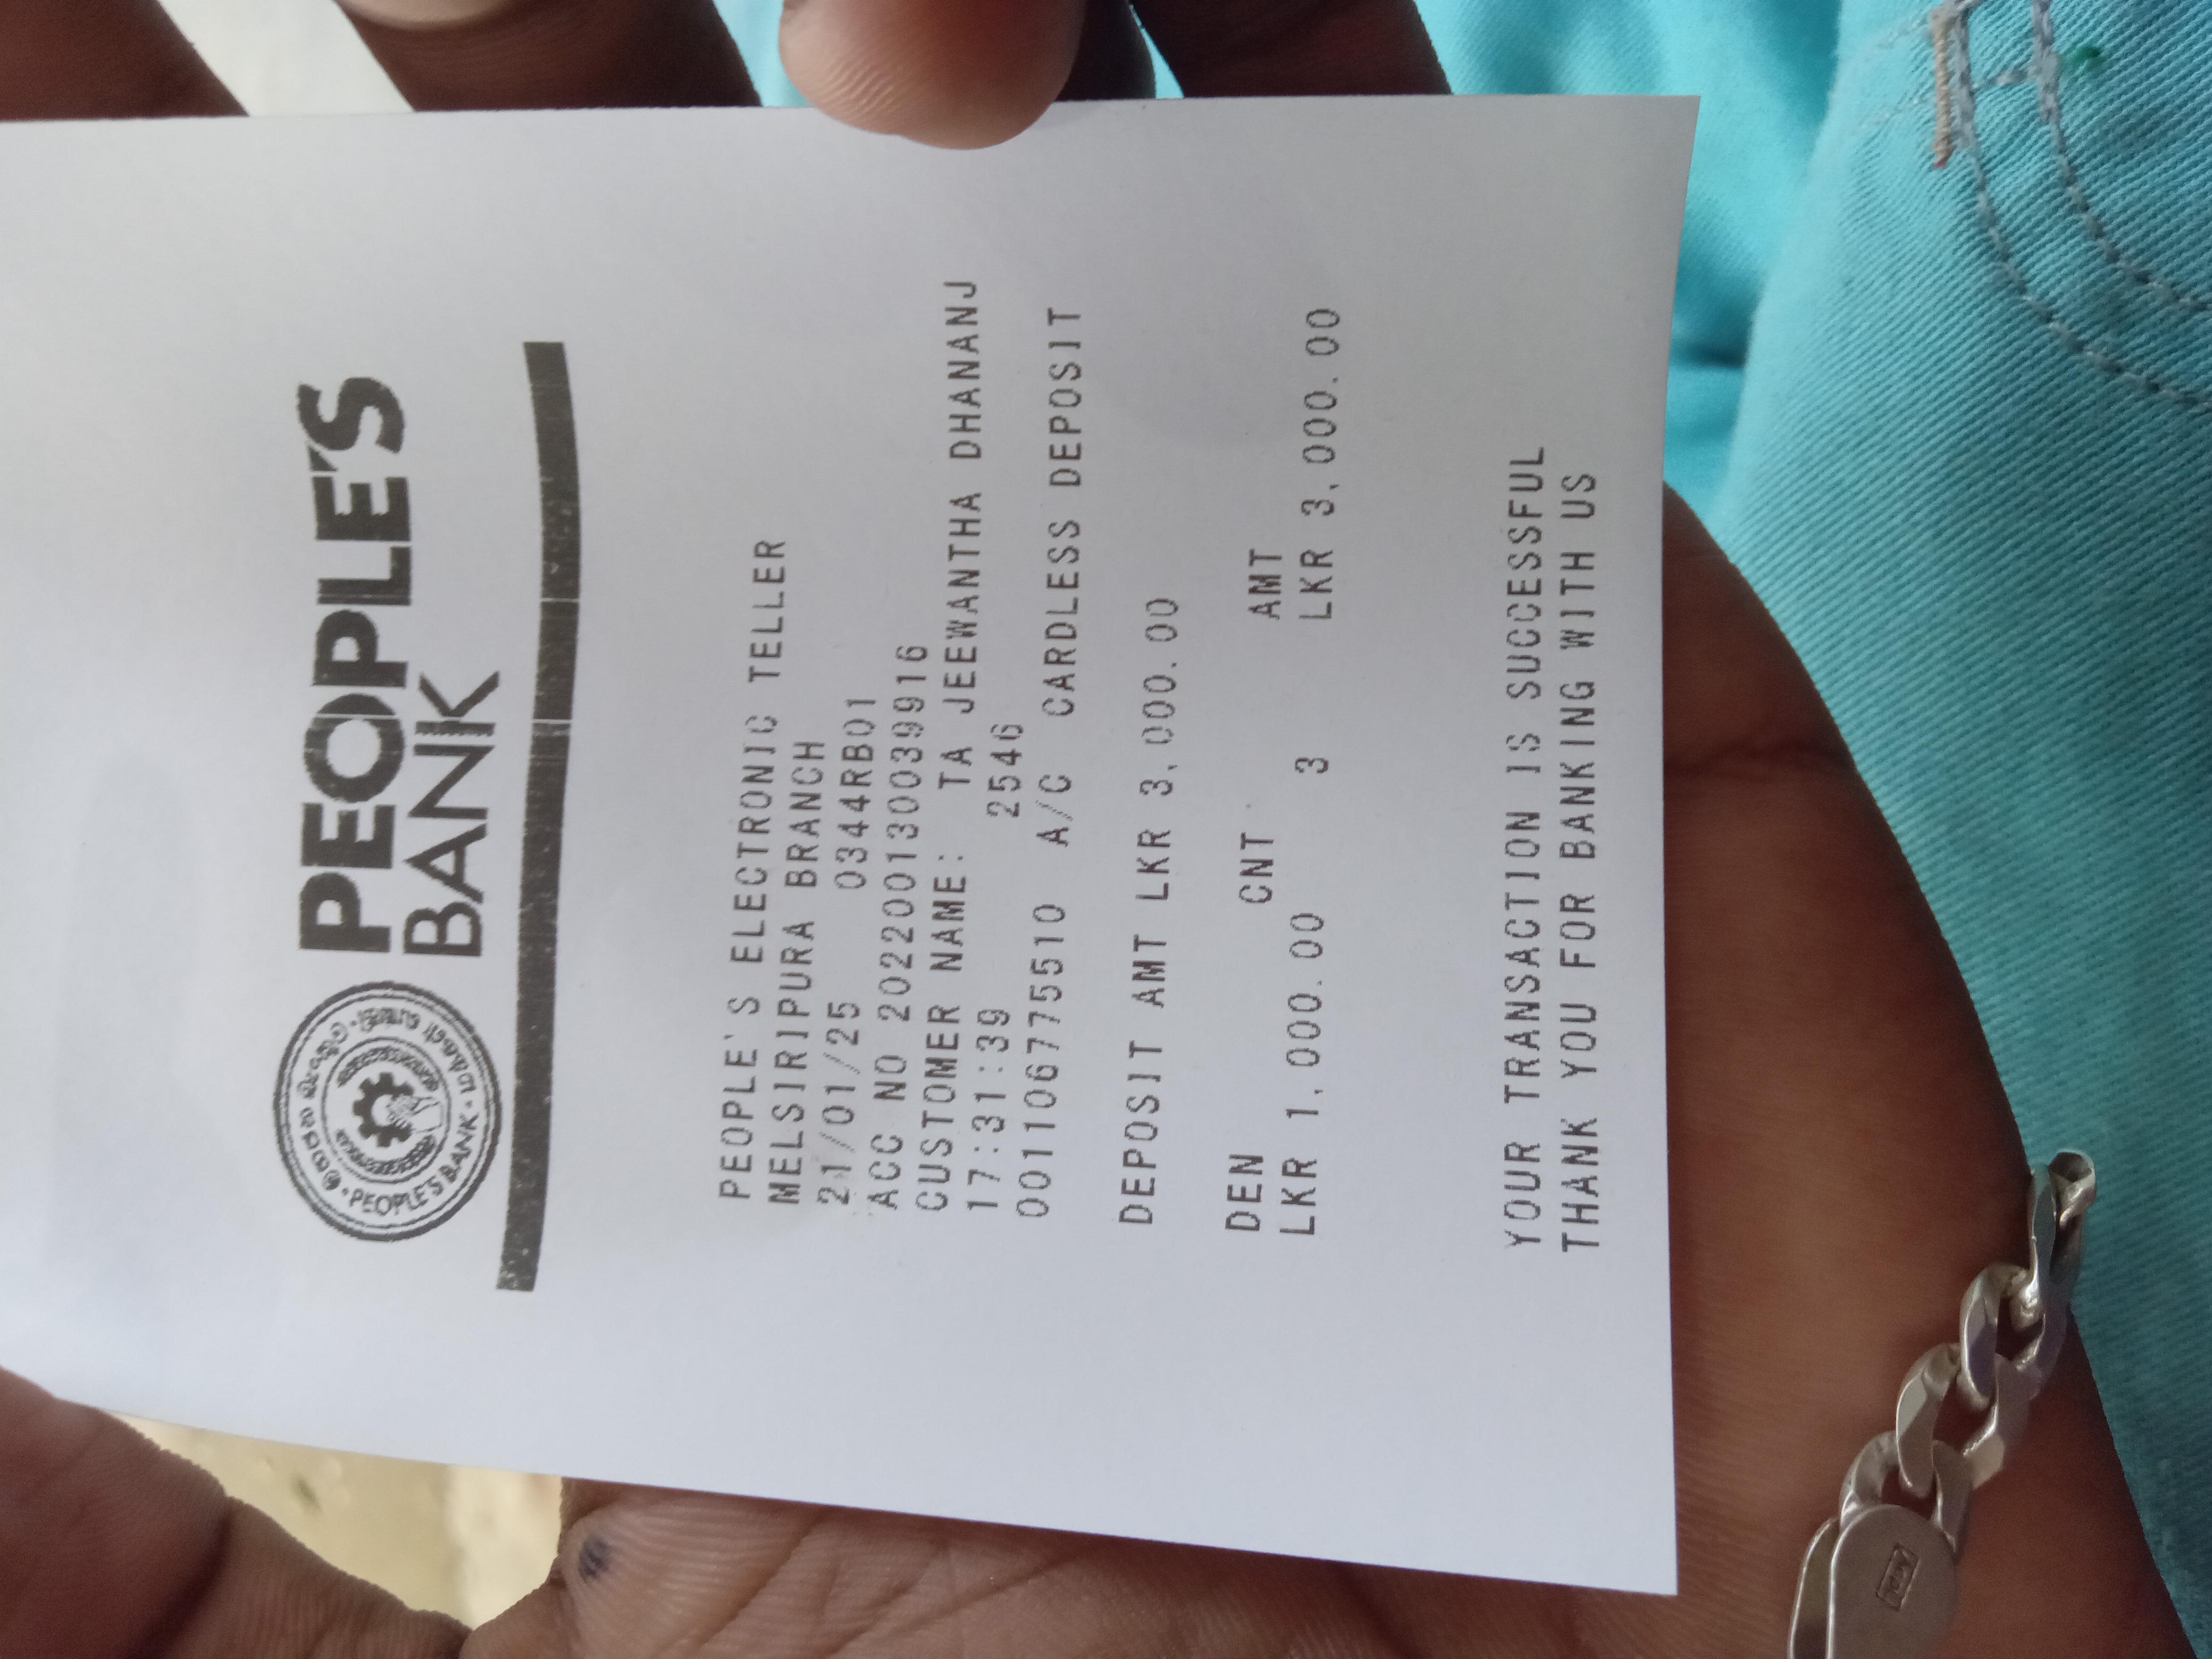 PEOPLE'S
BANK
PEOPLE'S BANK
PEOPLE'S ELECTRONIC TELLER
MELSIRIPURA BRANCH
21/01/25 0344RB01
ACC NO 202200130039916
CUSTOMER NAME: TA JEEWANTHA DHANANJ
17:31:39 2546
001106775510 A/C CARDLESS DEPOSIT
DEPOSIT AMT LKR 3,000.00
DEN CNT AMT
LKR 1,000.00 3 LKR 3,000.00
YOUR TRANSACTION IS SUCCESSFUL
THANK YOU FOR BANKING WITH US